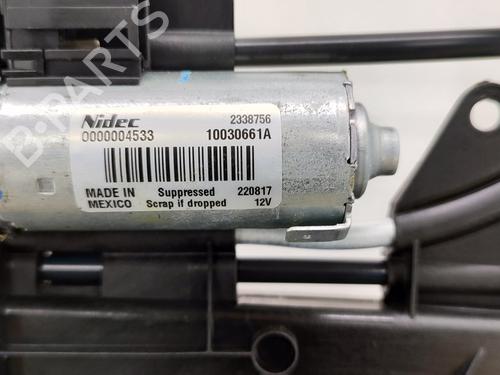 Nidec 2338756
0000004533 10030661A
MADE IN Suppressed 220817
MEXICO Scrap if dropped 12V
B-PARTS